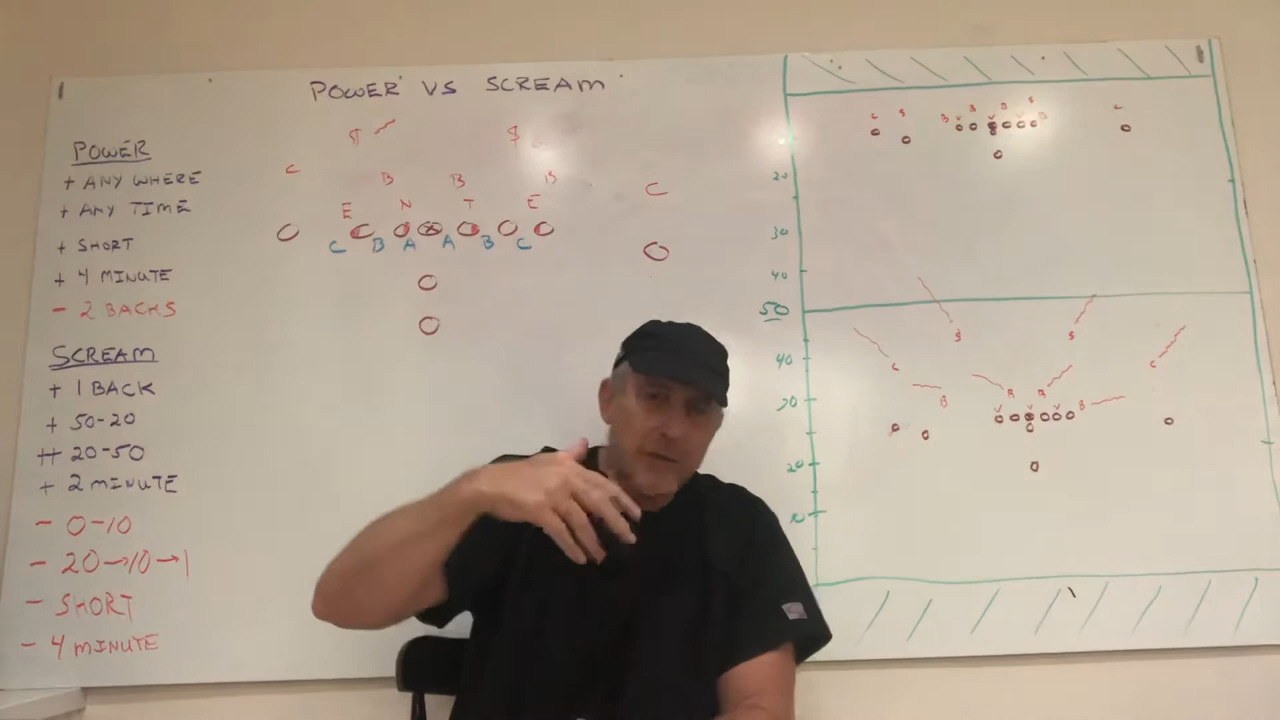 POWER VS SCREAM
POWER
+ ANY WHERE
+ ANY TIME
+ SHORT
+ 4 MINUTE
- 2 BACKS
SCREAM
+ 1 BACK
+ 50-20
++ 20-50
+ 2 MINUTE
- 0-10
- 20→10→1
- SHORT
- 4 MINUTE
$ $
C B B B C
E N T E
C B A A B C
C S B B B S C
20
30
40
50
40
30
20
10
S S
C C
B B B B